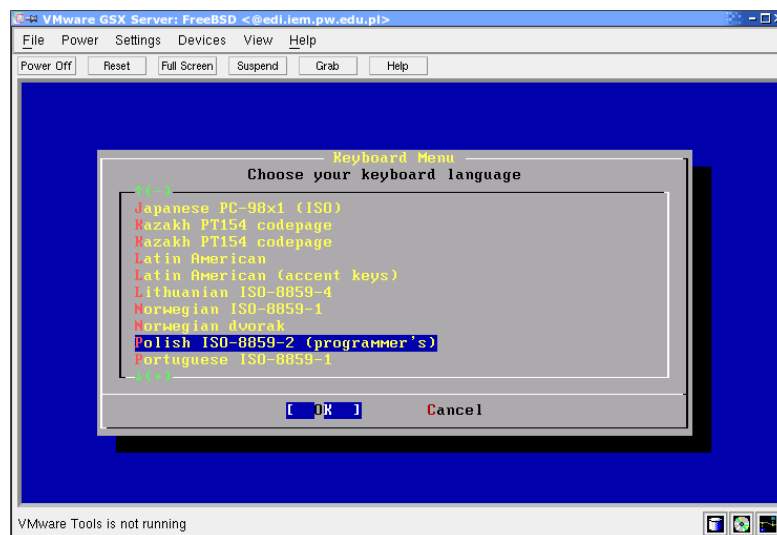 VMware GSX Server: FreeBSD <@edi.iem.pw.edu.pl>
File Power Settings Devices View Help
Power Off Reset Full Screen Suspend Grab Help
Keyboard Menu
Choose your keyboard language
↑(-)
Japanese PC-98x1 (ISO)
Kazakh PT154 codepage
Kazakh PT154 codepage
Latin American
Latin American (accent keys)
Lithuanian ISO-8859-4
Norwegian ISO-8859-1
Norwegian dvorak
Polish ISO-8859-2 (programmer's)
Portuguese ISO-8859-1
↓(+)
[ OK ] Cancel
VMware Tools is not running